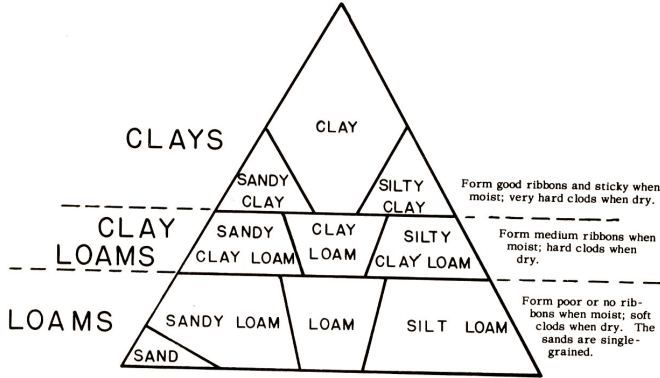 CLAY
CLAYS
SANDY
CLAY
SILTY
CLAY
Form good ribbons and sticky when
moist; very hard clods when dry.
CLAY
LOAMS
SANDY
CLAY LOAM
CLAY
LOAM
SILTY
CLAY LOAM
Form medium ribbons when
moist; hard clods when
dry.
LOAMS
SANDY LOAM
LOAM
SILT LOAM
SAND
Form poor or no rib-
bons when moist; soft
clods when dry. The
sands are single-
grained.